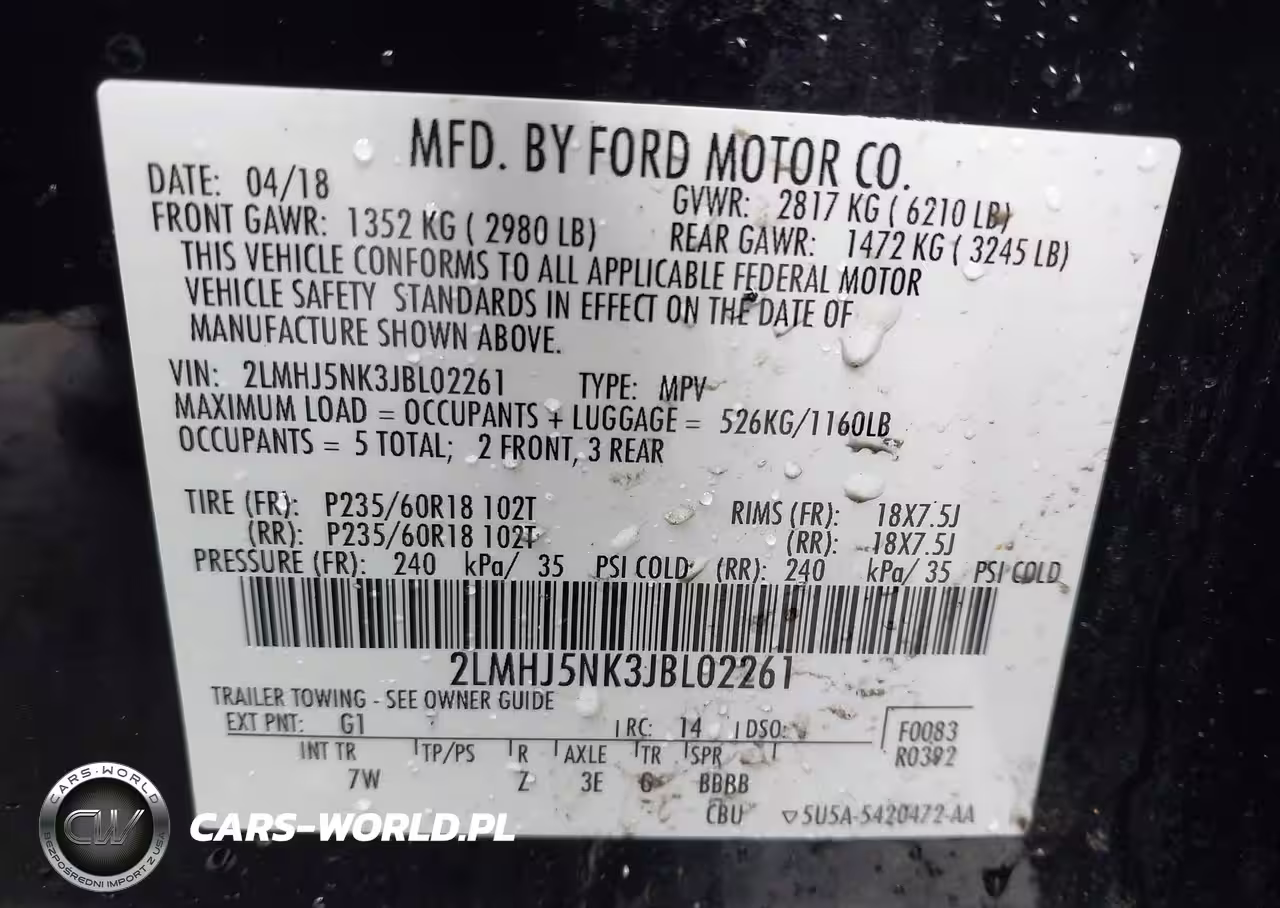 MFD. BY FORD MOTOR CO.
DATE: 04/18 GVWR: 2817 KG ( 6210 LB)
FRONT GAWR: 1352 KG ( 2980 LB) REAR GAWR: 1472 KG ( 3245 LB)
THIS VEHICLE CONFORMS TO ALL APPLICABLE FEDERAL MOTOR
VEHICLE SAFETY STANDARDS IN EFFECT ON THE DATE OF
MANUFACTURE SHOWN ABOVE.
VIN: 2LMHJ5NK3JBL02261 TYPE: MPV
MAXIMUM LOAD = OCCUPANTS + LUGGAGE = 526KG/1160LB
OCCUPANTS = 5 TOTAL; 2 FRONT, 3 REAR
TIRE (FR): P235/60R18 102T RIMS (FR): 18X7.5J
(RR): P235/60R18 102T (RR): 18X7.5J
PRESSURE (FR): 240 kPa/ 35 PSI COLD (RR): 240 kPa/ 35 PSI COLD
2LMHJ5NK3JBL02261
TRAILER TOWING - SEE OWNER GUIDE
EXT PNT: G1 RC: 14 DSO: F0083
R0392
INT TR TP/PS R AXLE TR SPR
7W Z 3E G BBBB
CBU ▽5U5A-5420472-AA
CARS-WORLD
CW
BEZPOŚREDNI IMPORT Z USA
CARS-WORLD.PL